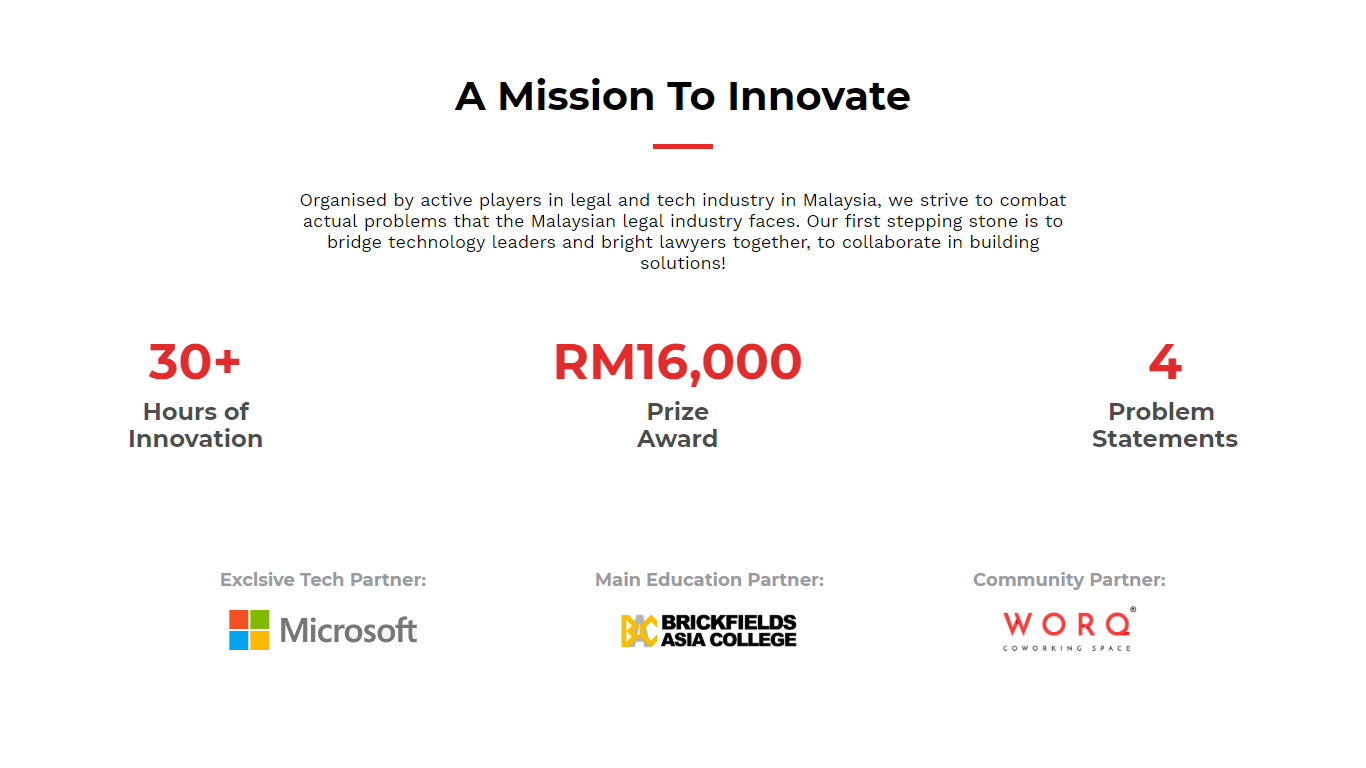 A Mission To Innovate
Organised by active players in legal and tech industry in Malaysia, we strive to combat
actual problems that the Malaysian legal industry faces. Our first stepping stone is to
bridge technology leaders and bright lawyers together, to collaborate in building
solutions!
30+
Hours of
Innovation
RM16,000
Prize
Award
4
Problem
Statements
Exclsive Tech Partner:
Microsoft
Main Education Partner:
BAC
BRICKFIELDS
ASIA COLLEGE
Community Partner:
WORQ®
COWORKING SPACE